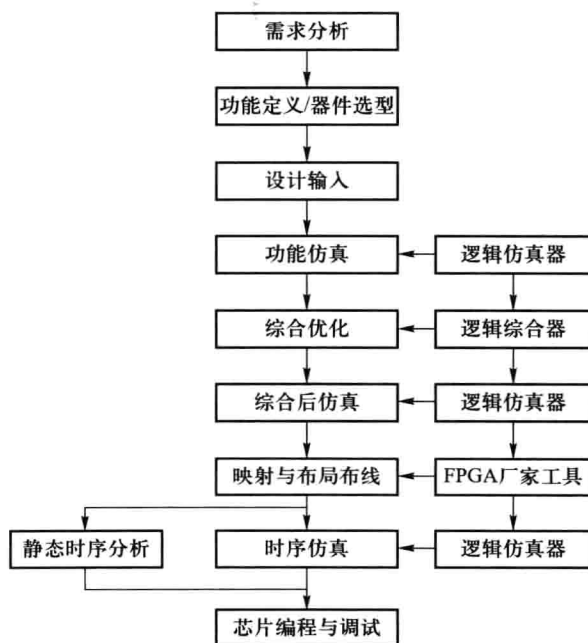 需求分析
功能定义/器件选型
设计输入
功能仿真
逻辑仿真器
综合优化
逻辑综合器
综合后仿真
逻辑仿真器
映射与布局布线
FPGA厂家工具
静态时序分析
时序仿真
逻辑仿真器
芯片编程与调试